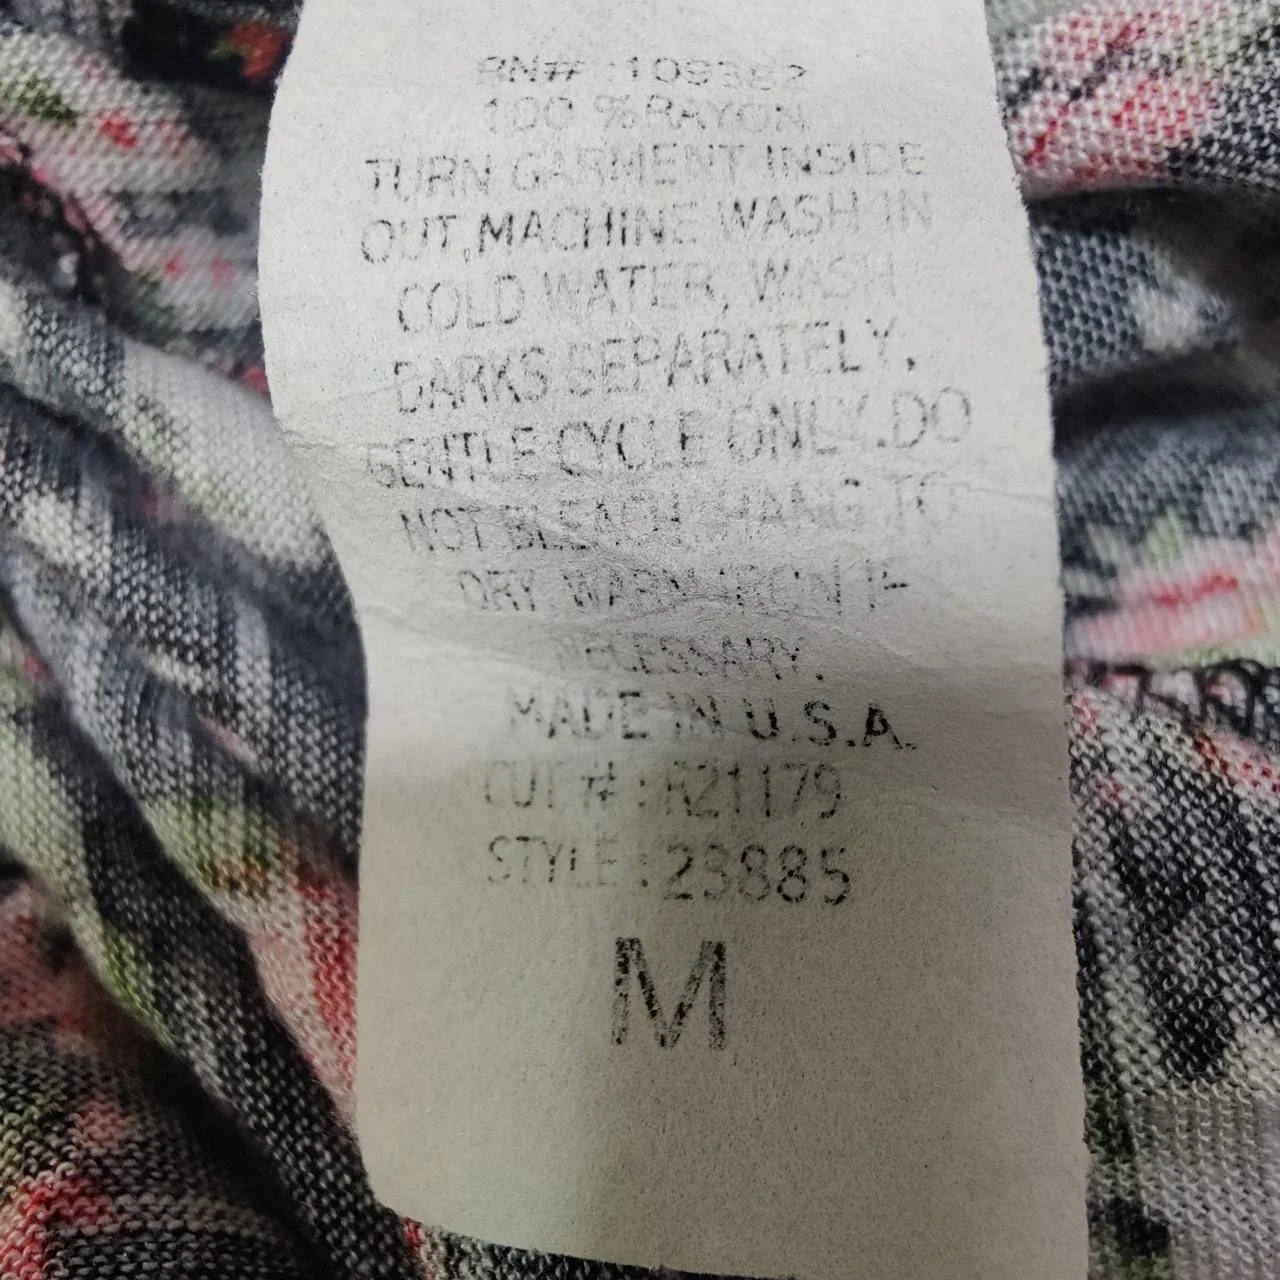 RN# : 109382
100 % RAYON
TURN GARMENT INSIDE
OUT,MACHINE WASH IN
COLD WATER, WASH
DARKS SEPARATELY,
GENTLE CYCLE ONLY.DO
NOT BLEACH. HANG TO
DRY. WARM IRON IF
NECESSARY.
MADE IN U.S.A.
CUT # : R21179
STYLE : 23885
M